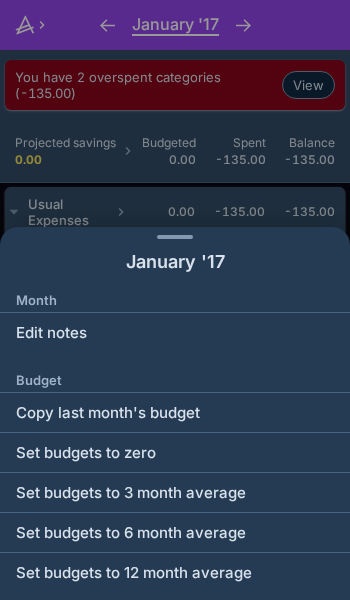 January '17
You have 2 overspent categories
(-135.00)
View
Projected savings Budgeted Spent Balance
0.00 0.00 -135.00 -135.00
Usual
Expenses
0.00 -135.00 -135.00
January '17
Month
Edit notes
Budget
Copy last month's budget
Set budgets to zero
Set budgets to 3 month average
Set budgets to 6 month average
Set budgets to 12 month average